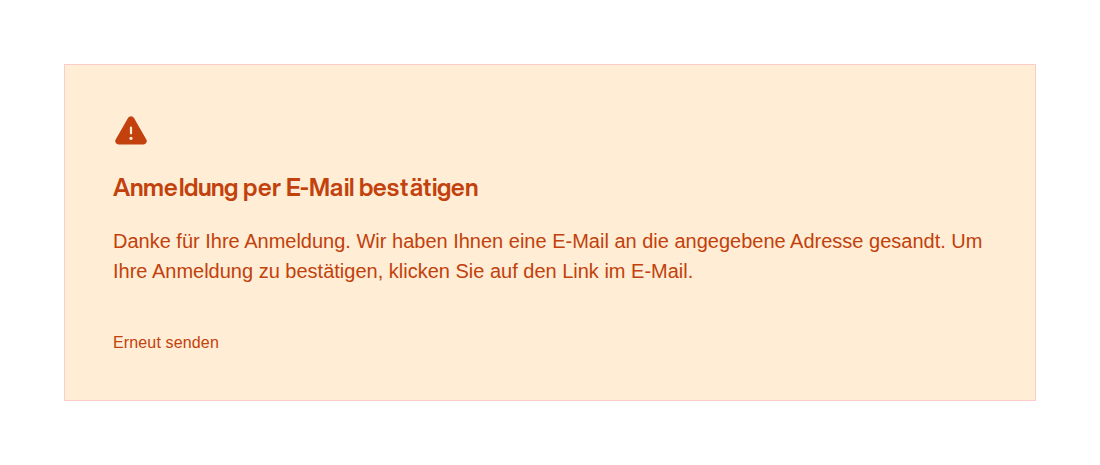 Anmeldung per E-Mail bestätigen
Danke für Ihre Anmeldung. Wir haben Ihnen eine E-Mail an die angegebene Adresse gesandt. Um
Ihre Anmeldung zu bestätigen, klicken Sie auf den Link im E-Mail.
Erneut senden